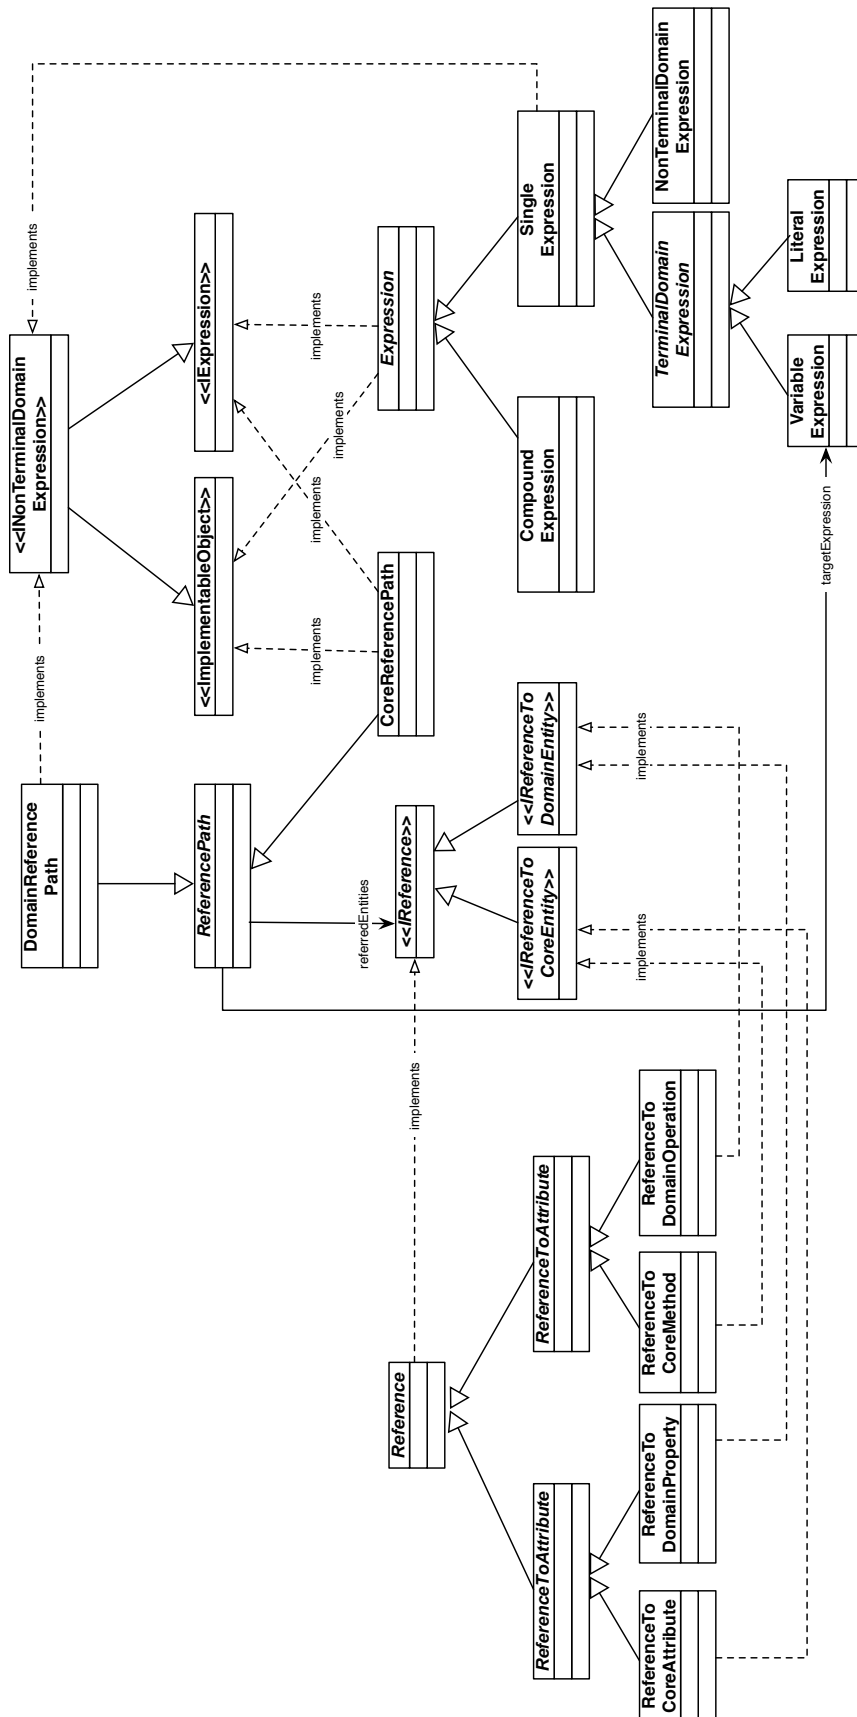 <<INonTerminalDomain
Expression>>
DomainReference
Path
implements
implements
ReferencePath
<<ImplementableObject>>
<<IExpression>>
referredEntities
implements
implements
implements
implements
Reference
implements
<<IReference>>
CoreReferencePath
Expression
ReferenceToAttribute
ReferenceToAttribute
<<IReferenceTo
CoreEntity>>
<<IReferenceTo
DomainEntity>>
Compound
Expression
Single
Expression
implements
implements
ReferenceTo
CoreAttribute
ReferenceTo
DomainProperty
ReferenceTo
CoreMethod
ReferenceTo
DomainOperation
TerminalDomain
Expression
NonTerminalDomain
Expression
Variable
Expression
Literal
Expression
targetExpression